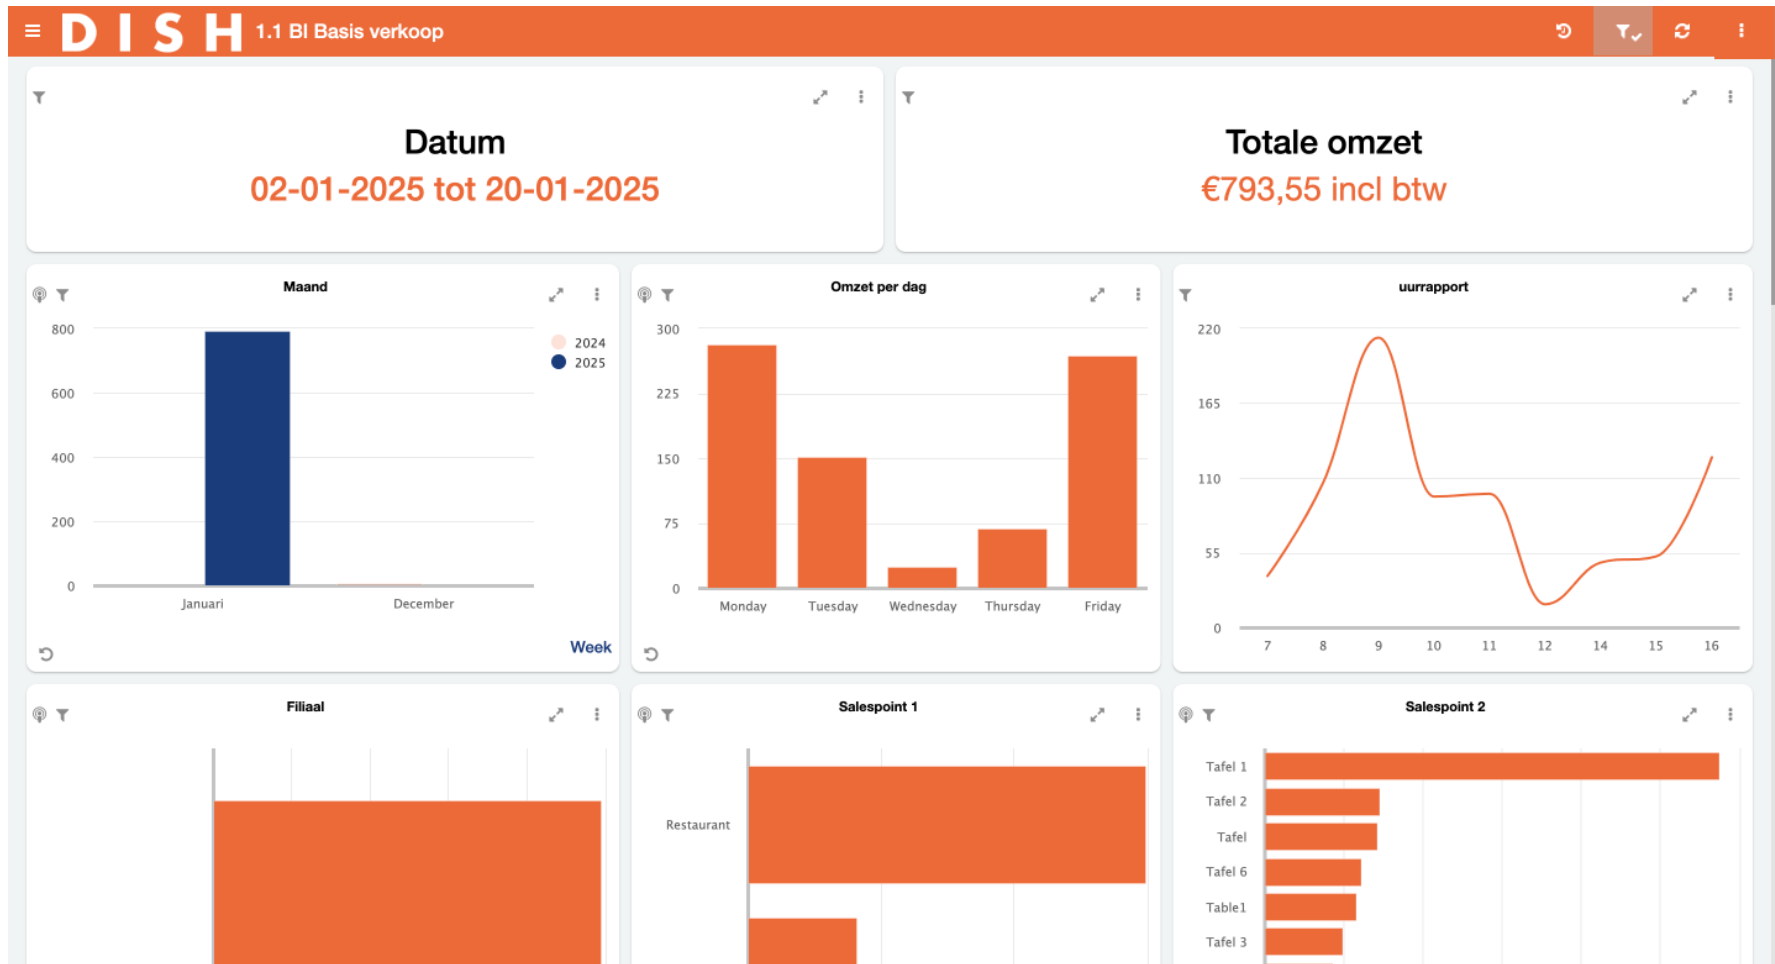 DISH 1.1 BI Basis verkoop
Datum
02-01-2025 tot 20-01-2025
Totale omzet
€793,55 incl btw
Maand
800
600
400
200
0
Januari December
2024
2025
Week
Omzet per dag
300
225
150
75
0
Monday Tuesday Wednesday Thursday Friday
uurrapport
220
165
110
55
0
7 8 9 10 11 12 14 15 16
Filiaal
Salespoint 1
Restaurant
Salespoint 2
Tafel 1
Tafel 2
Tafel
Tafel 6
Table1
Tafel 3